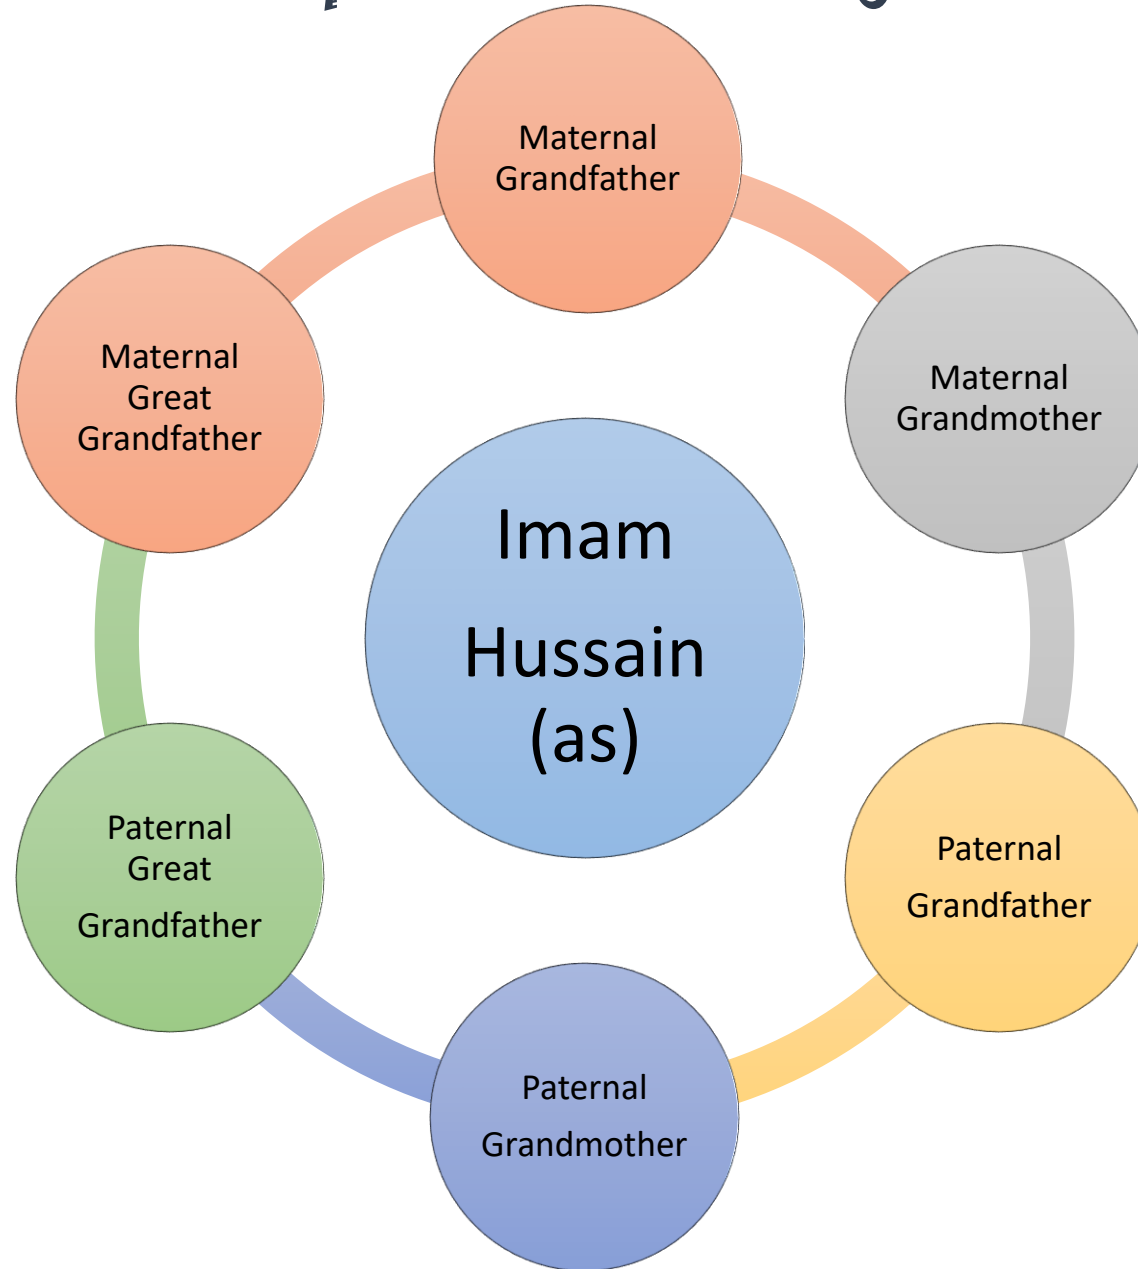 Maternal
Grandfather
Maternal
Grandmother
Paternal
Grandfather
Paternal
Grandmother
Paternal
Great
Grandfather
Maternal
Great
Grandfather
Imam
Hussain
(as)